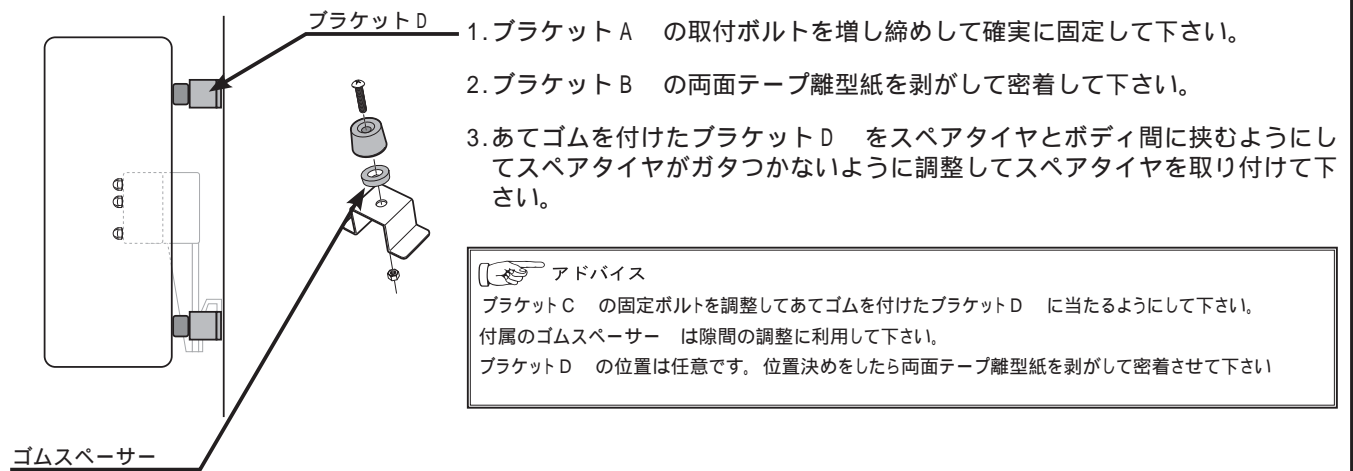 ブラケットD
1.ブラケットA　の取付ボルトを増し締めして確実に固定して下さい。
2.ブラケットB　の両面テープ離型紙を剥がして密着して下さい。
3.あてゴムを付けたブラケットD　をスペアタイヤとボディ間に挟むようにし
てスペアタイヤがガタつかないように調整してスペアタイヤを取り付けて下
さい。
アドバイス
ブラケットC　の固定ボルトを調整してあてゴムを付けたブラケットD　に当たるようにして下さい。
付属のゴムスペーサー　は隙間の調整に利用して下さい。
ブラケットD　の位置は任意です。位置決めをしたら両面テープ離型紙を剥がして密着させて下さい
ゴムスペーサー